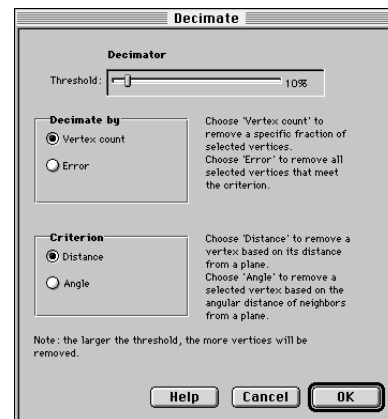 Decimate
Decimator
Threshold:
10%
Decimate by
Vertex count
Error
Choose 'Vertex count' to
remove a specific fraction of
selected vertices.
Choose 'Error' to remove all
selected vertices that meet
the criterion.
Criterion
Distance
Angle
Choose 'Distance' to remove a
vertex based on its distance
from a plane.
Choose 'Angle' to remove a
selected vertex based on the
angular distance of neighbors
from a plane.
Note: the larger the threshold, the more vertices will be
removed.
Help
Cancel
OK